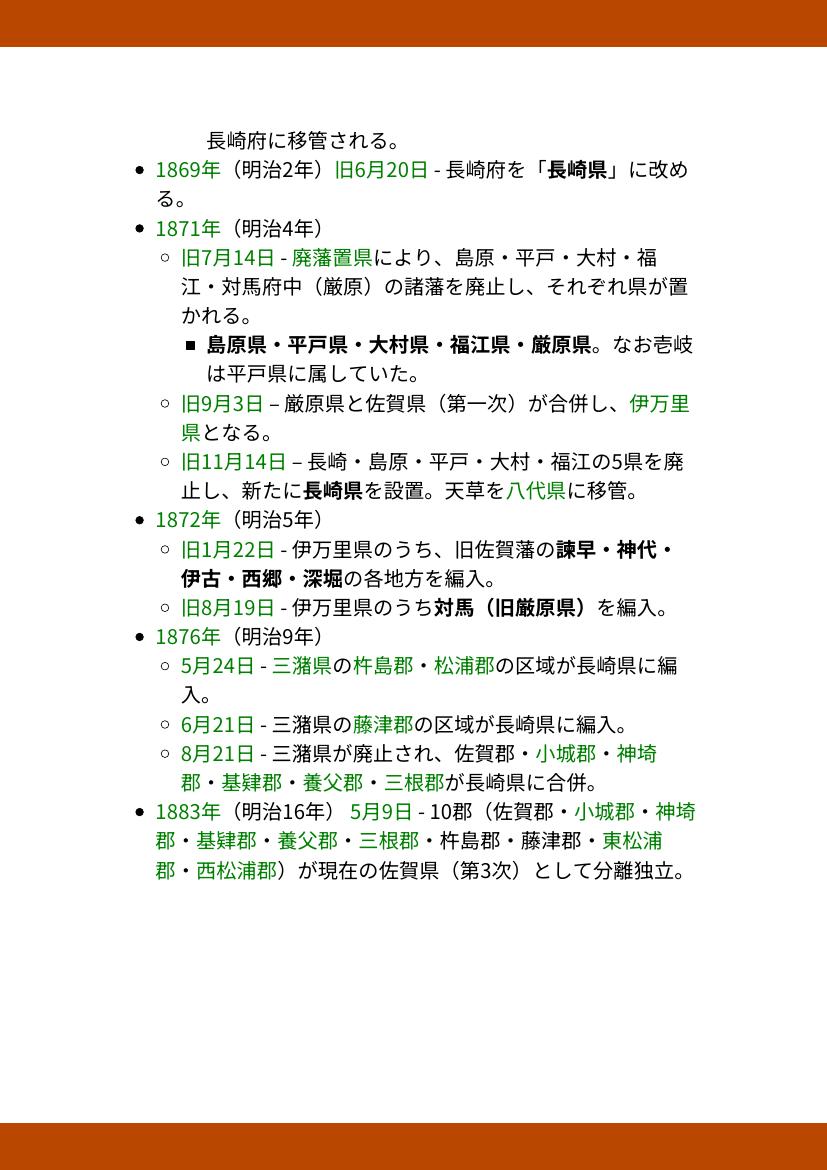 長崎府に移管される。
• 1869年（明治2年）旧6月20日 - 長崎府を「長崎県」に改め
る。
• 1871年（明治4年）
◦ 旧7月14日 - 廃藩置県により、島原・平戸・大村・福
江・対馬府中（厳原）の諸藩を廃止し、それぞれ県が置
かれる。
▪ 島原県・平戸県・大村県・福江県・厳原県。なお壱岐
は平戸県に属していた。
◦ 旧9月3日 – 厳原県と佐賀県（第一次）が合併し、伊万里
県となる。
◦ 旧11月14日 – 長崎・島原・平戸・大村・福江の5県を廃
止し、新たに長崎県を設置。天草を八代県に移管。
• 1872年（明治5年）
◦ 旧1月22日 - 伊万里県のうち、旧佐賀藩の諫早・神代・
伊古・西郷・深堀の各地方を編入。
◦ 旧8月19日 - 伊万里県のうち対馬（旧厳原県）を編入。
• 1876年（明治9年）
◦ 5月24日 - 三潴県の杵島郡・松浦郡の区域が長崎県に編
入。
◦ 6月21日 - 三潴県の藤津郡の区域が長崎県に編入。
◦ 8月21日 - 三潴県が廃止され、佐賀郡・小城郡・神埼
郡・基肄郡・養父郡・三根郡が長崎県に合併。
• 1883年（明治16年） 5月9日 - 10郡（佐賀郡・小城郡・神埼
郡・基肄郡・養父郡・三根郡・杵島郡・藤津郡・東松浦
郡・西松浦郡）が現在の佐賀県（第3次）として分離独立。